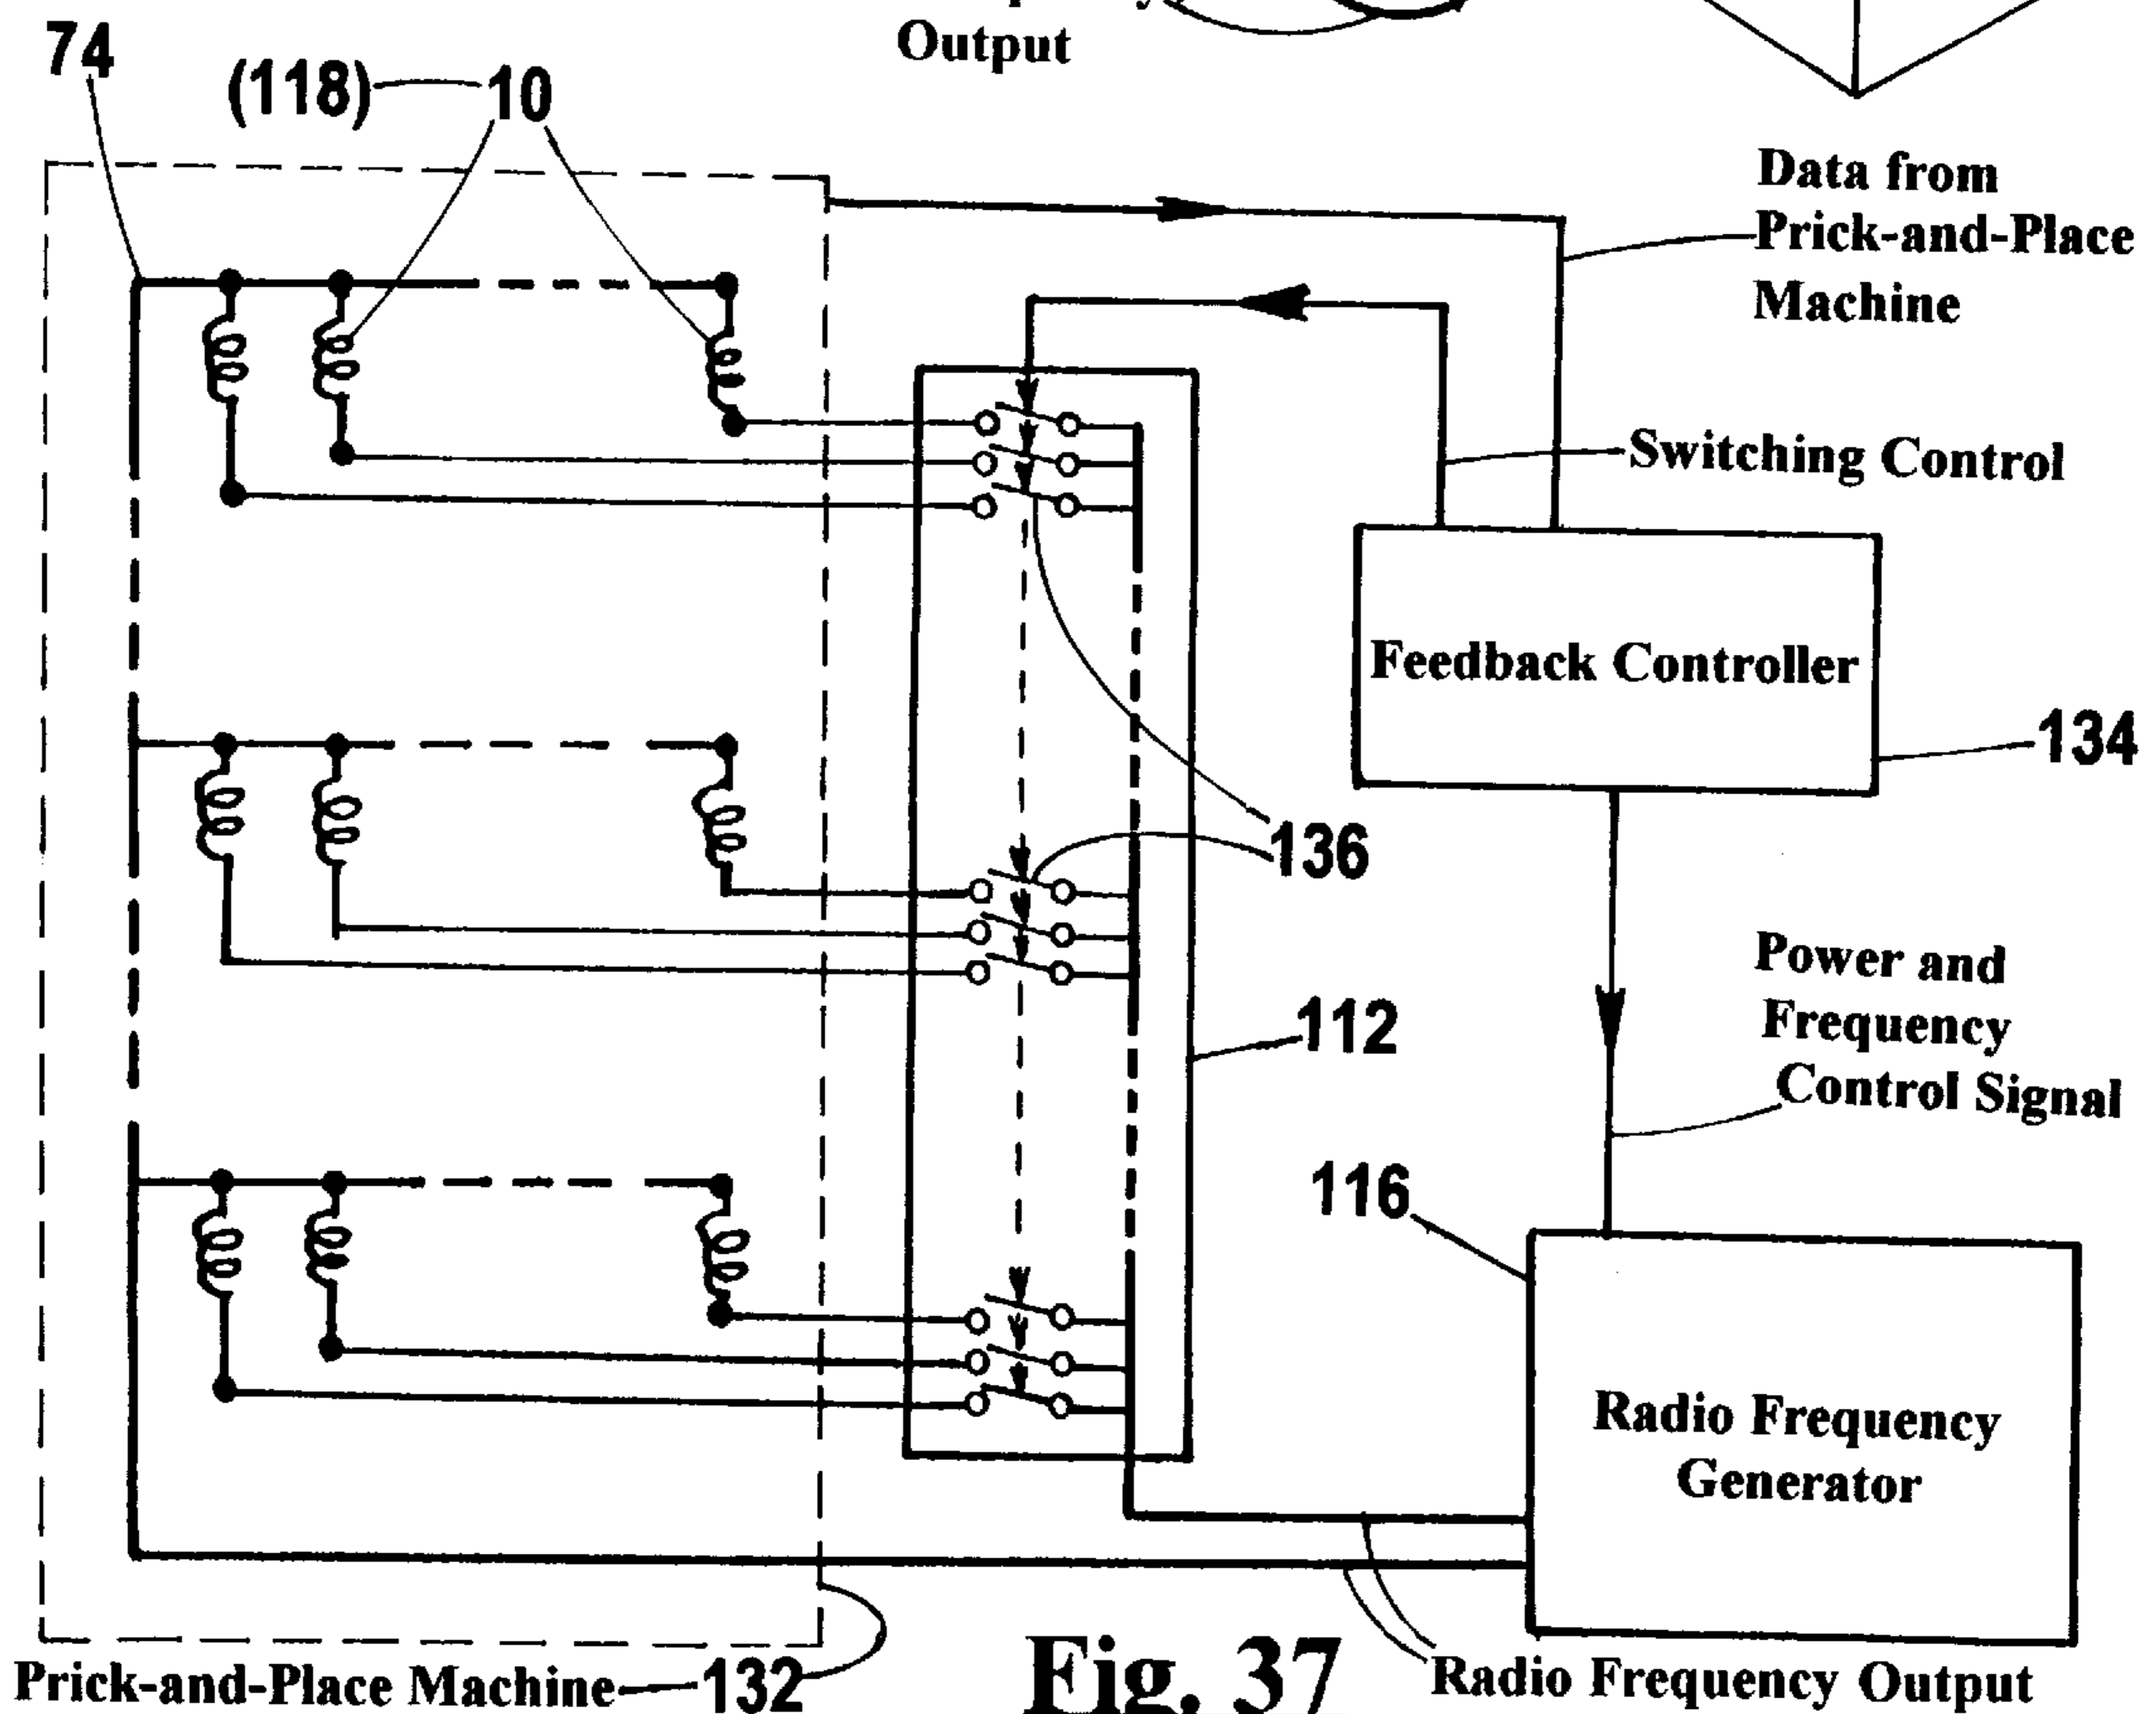 Output
74
(118) 10
Data from
Prick-and-Place
Machine
Switching Control
Feedback Controller
134
136
Power and
Frequency
Control Signal
112
116
Radio Frequency
Generator
Radio Frequency Output
Prick-and-Place Machine 132
Fig. 37